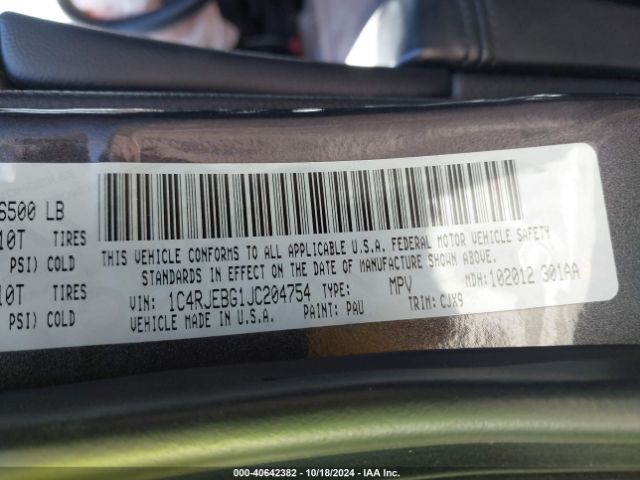 6500 LB
10T TIRES
PSI) COLD
10T TIRES
PSI) COLD
THIS VEHICLE CONFORMS TO ALL APPLICABLE U.S.A. FEDERAL MOTOR VEHICLE SAFETY
STANDARDS IN EFFECT ON THE DATE OF MANUFACTURE SHOWN ABOVE.
VIN: 1C4RJEBG1JC204754 TYPE: MPV MDH: 102012 301AA
VEHICLE MADE IN U.S.A. PAINT: PAU TRIM: CJX9
000-40642382 | 10/18/2024 | IAA Inc.